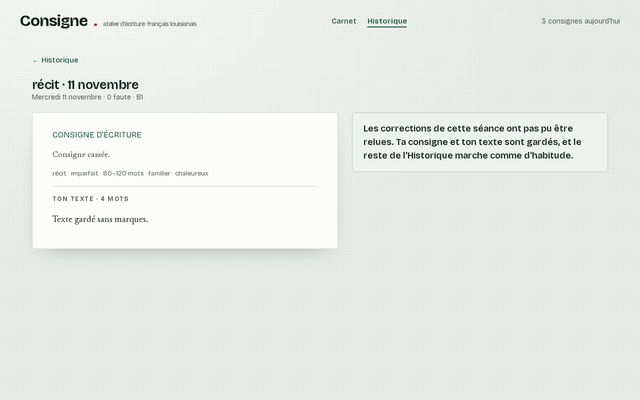 Consigne. atelier d'écriture · français louisianais
Carnet Historique
3 consignes aujourd'hui
← Historique
récit · 11 novembre
Mercredi 11 novembre · 0 faute · B1
CONSIGNE D'ÉCRITURE
Consigne cassée.
récit · imparfait · 80–120 mots · familier · chaleureux
TON TEXTE · 4 MOTS
Texte gardé sans marques.
Les corrections de cette séance ont pas pu être
relues. Ta consigne et ton texte sont gardés, et le
reste de l'Historique marche comme d'habitude.